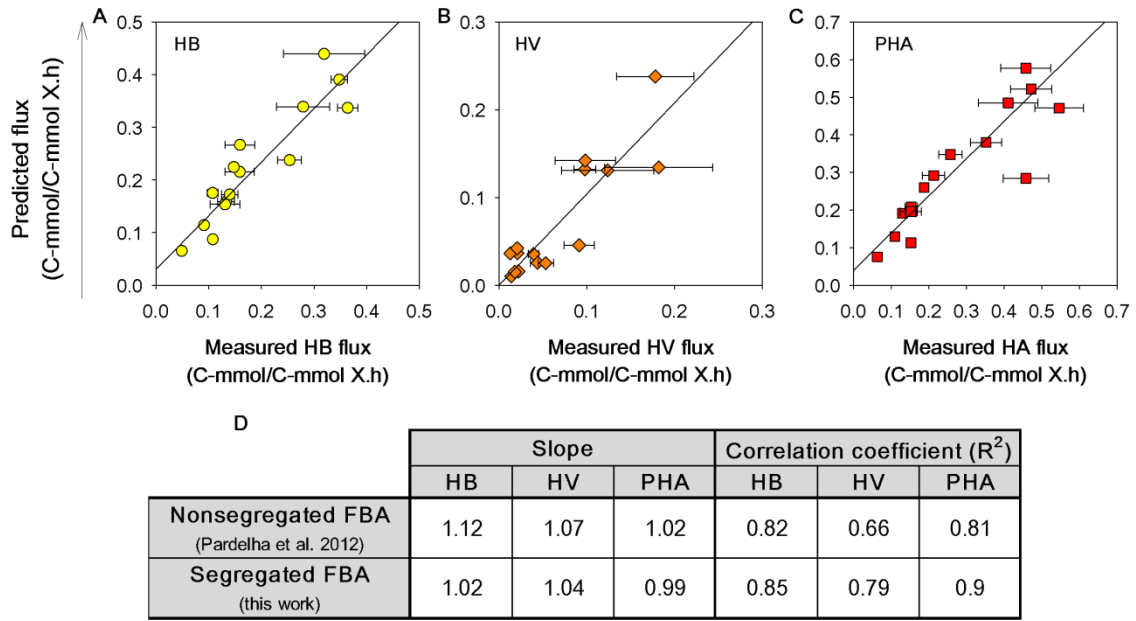 A
B
C
HB
HV
PHA
Predicted flux
(C-mmol/C-mmol X.h)
0.5
0.4
0.3
0.2
0.1
0.0
0.0 0.1 0.2 0.3 0.4 0.5
Measured HB flux
(C-mmol/C-mmol X.h)
0.3
0.2
0.1
0.0
0.0 0.1 0.2 0.3
Measured HV flux
(C-mmol/C-mmol X.h)
0.7
0.6
0.5
0.4
0.3
0.2
0.1
0.0
0.0 0.1 0.2 0.3 0.4 0.5 0.6 0.7
Measured HA flux
(C-mmol/C-mmol X.h)
D
Slope Correlation coefficient (R²)
HB HV PHA HB HV PHA
Nonsegregated FBA
(Pardelha et al. 2012)
1.12 1.07 1.02 0.82 0.66 0.81
Segregated FBA
(this work)
1.02 1.04 0.99 0.85 0.79 0.9